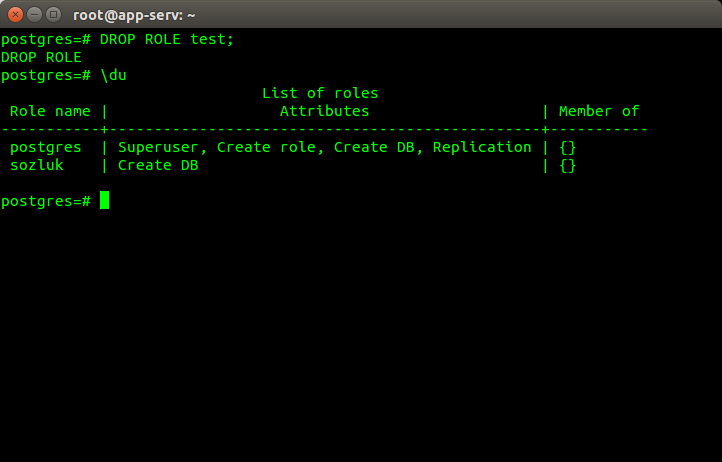 root@app-serv: ~
postgres=# DROP ROLE test;
DROP ROLE
postgres=# \du
                             List of roles
 Role name |                   Attributes                   | Member of
-----------+------------------------------------------------+-----------
 postgres  | Superuser, Create role, Create DB, Replication | {}
 sozluk    | Create DB                                      | {}
postgres=#